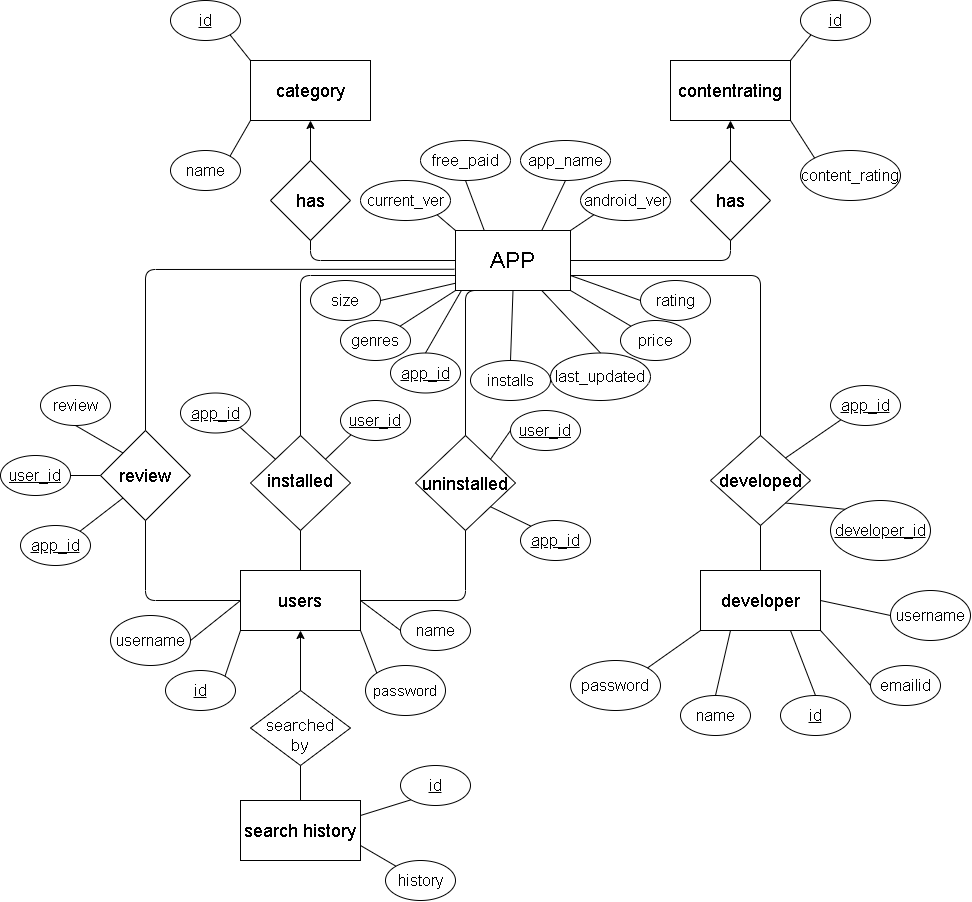 id
id
category
contentrating
free_paid
app_name
name
content_rating
current_ver
has
android_ver
has
APP
size
rating
genres
price
app_id
installs
last_updated
review
app_id
user_id
user_id
app_id
user_id
review
installed
uninstalled
developed
app_id
app_id
developer_id
users
developer
username
name
username
id
password
password
emailid
name
id
searched
by
id
search history
history